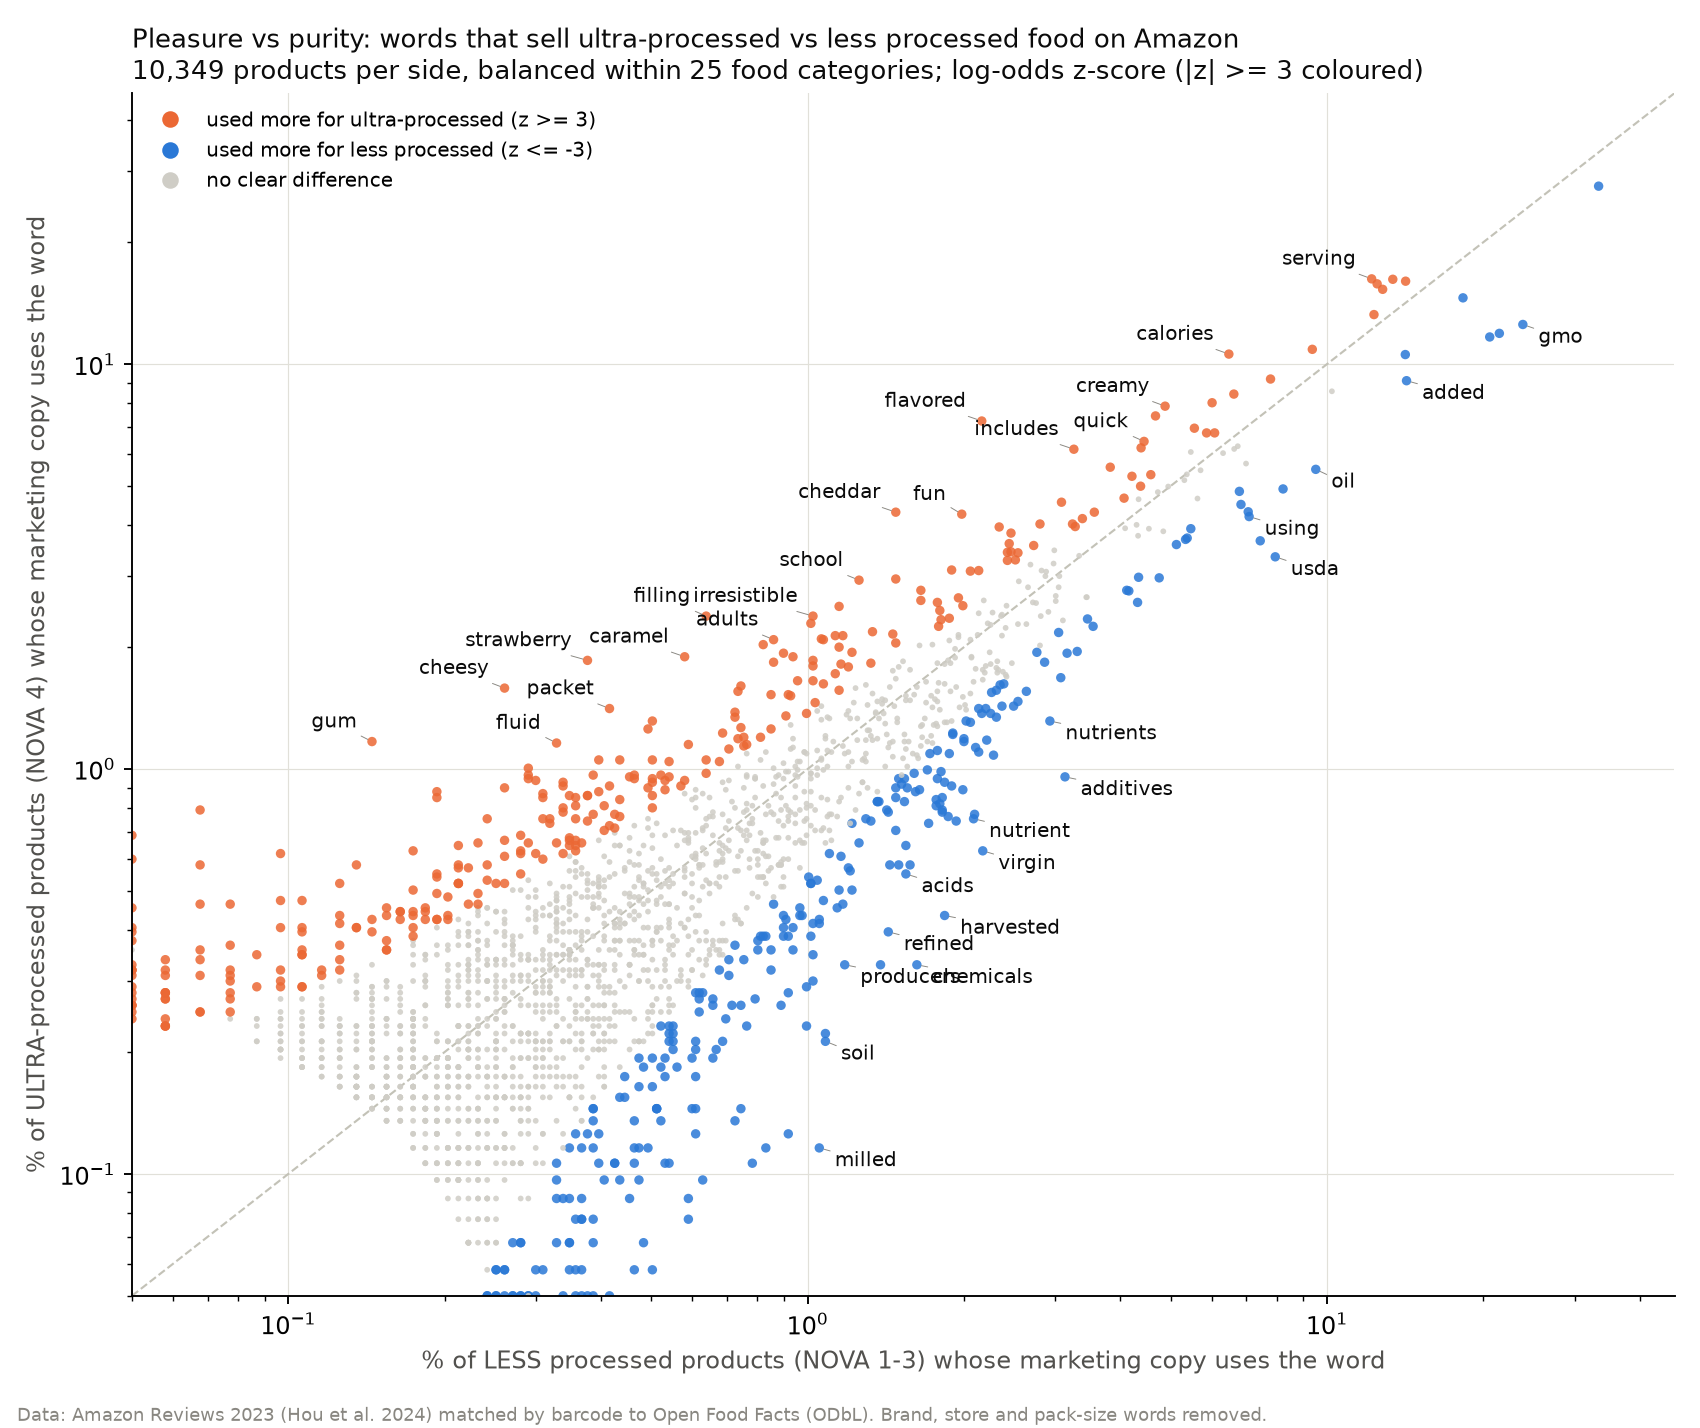 Pleasure vs purity: words that sell ultra-processed vs less processed food on Amazon
10,349 products per side, balanced within 25 food categories; log-odds z-score (|z| >= 3 coloured)
used more for ultra-processed (z >= 3)
used more for less processed (z <= -3)
no clear difference
serving
calories
gmo
creamy
added
flavored
quick
includes
oil
cheddar
fun
using
school
usda
filling
irresistible
adults
strawberry
caramel
cheesy
packet
gum
fluid
nutrients
additives
nutrient
virgin
acids
harvested
refined
producers
chemicals
soil
milled
% of ULTRA-processed products (NOVA 4) whose marketing copy uses the word
10¹
10⁰
10⁻¹
10⁻¹
10⁰
10¹
% of LESS processed products (NOVA 1-3) whose marketing copy uses the word
Data: Amazon Reviews 2023 (Hou et al. 2024) matched by barcode to Open Food Facts (ODbL). Brand, store and pack-size words removed.